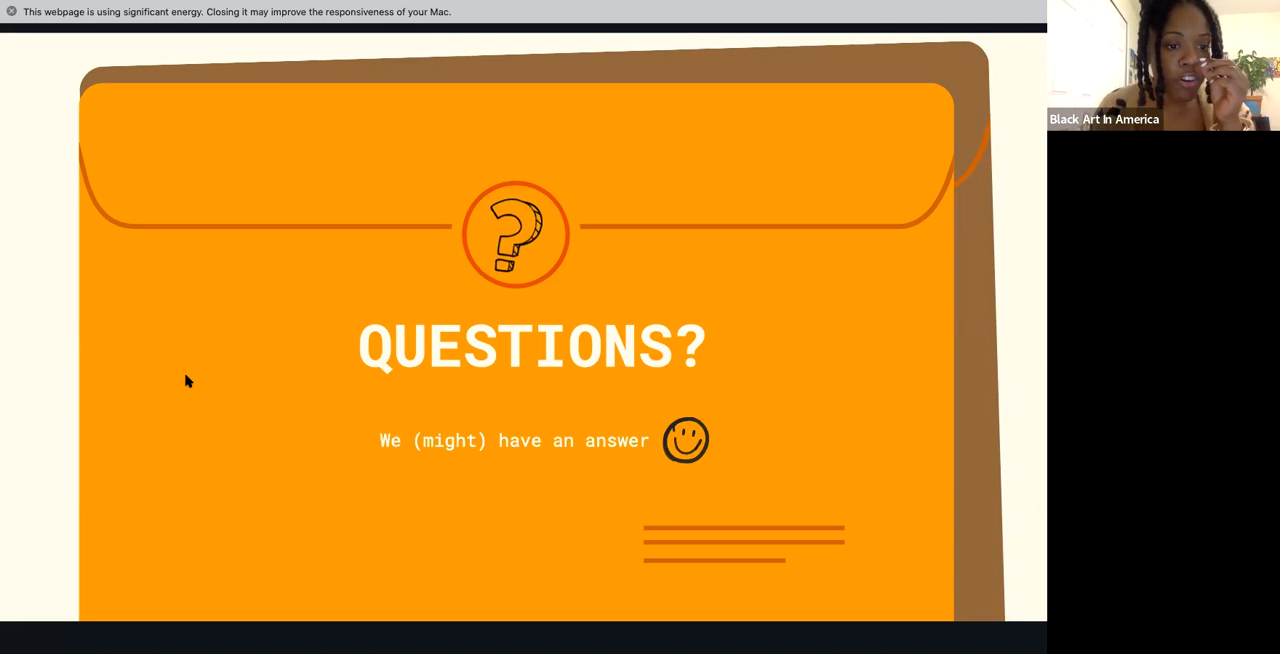 This webpage is using significant energy. Closing it may improve the responsiveness of your Mac.
Black Art In America
?
QUESTIONS?
We (might) have an answer